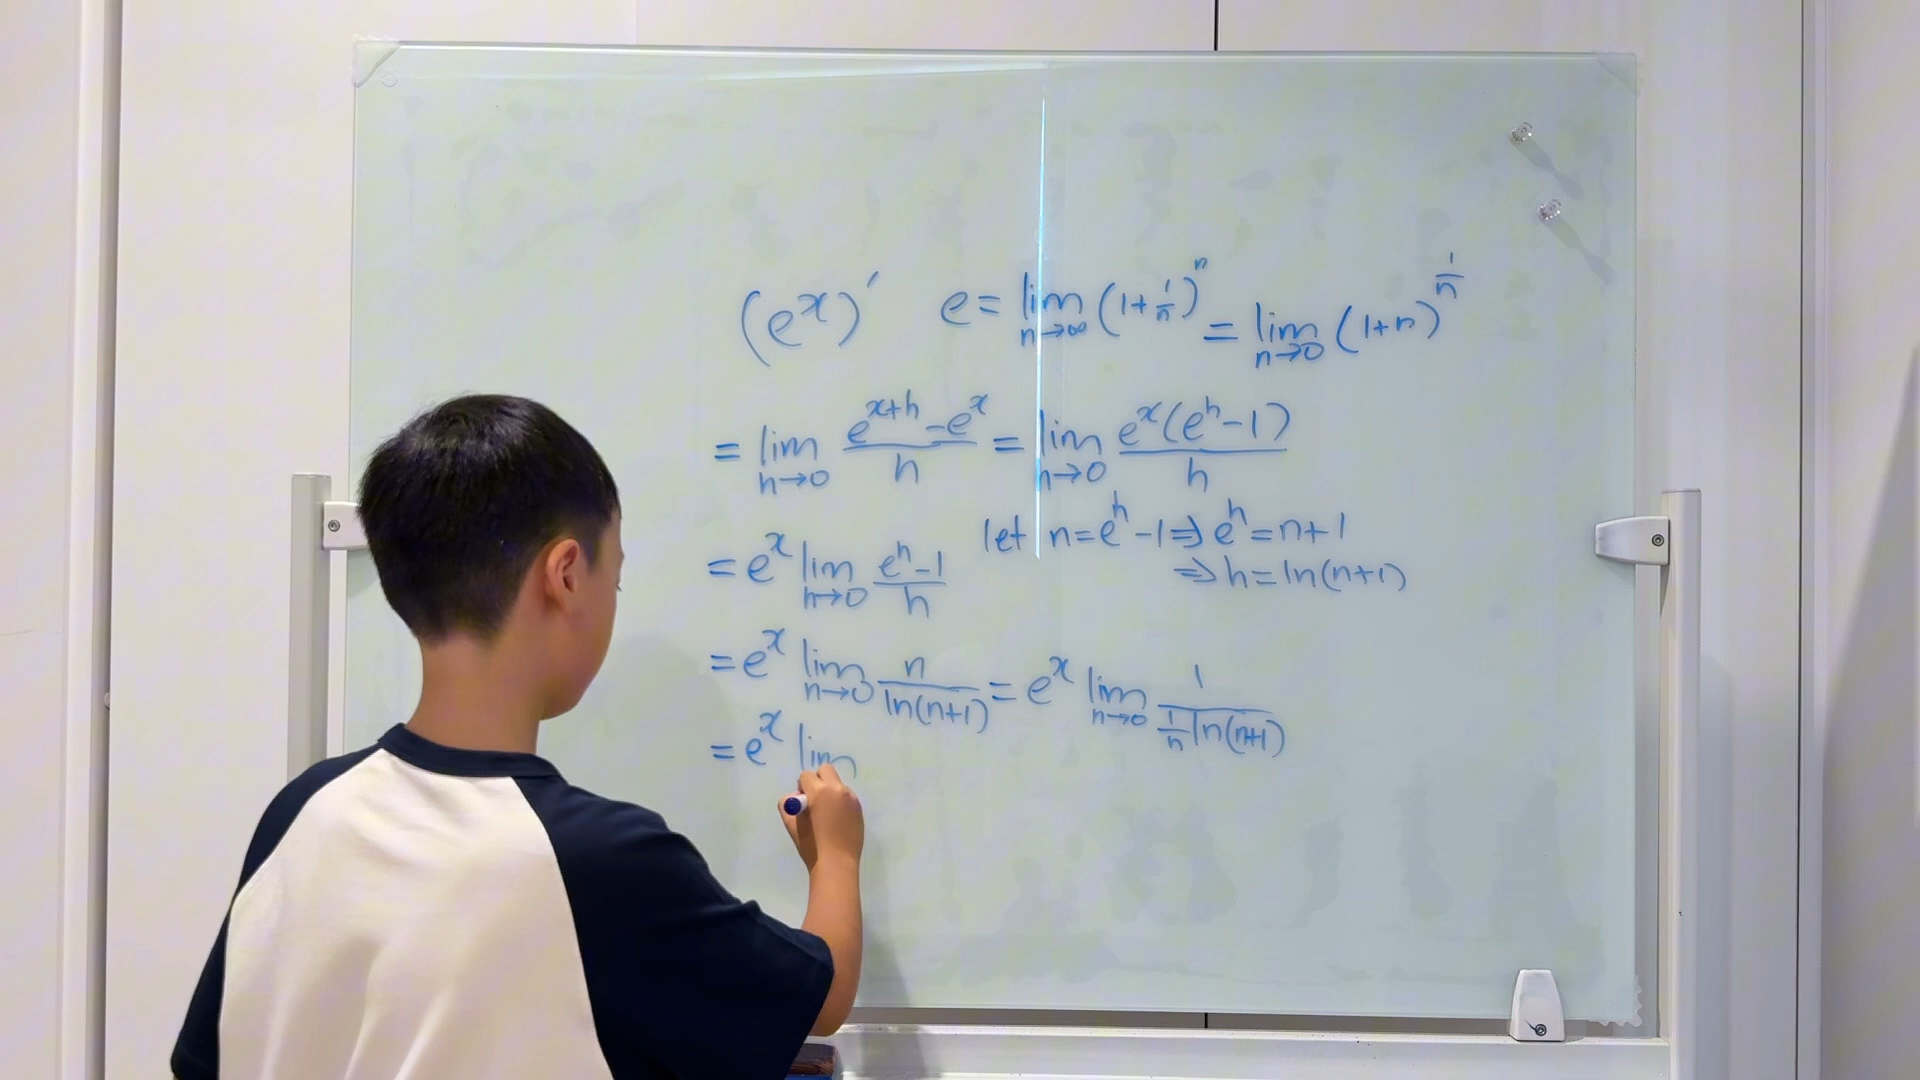 (e^x)' e = lim n→∞ (1 + 1/n)^n = lim n→0 (1+n)^(1/n)
= lim h→0 (e^(x+h) - e^x)/h = lim h→0 e^x(e^h - 1)/h
= e^x lim h→0 (e^h - 1)/h let n = e^h - 1 ⇒ e^h = n+1
⇒ h = ln(n+1)
= e^x lim n→0 n/ln(n+1) = e^x lim n→0 1/((1/n) ln(n+1))
= e^x lim